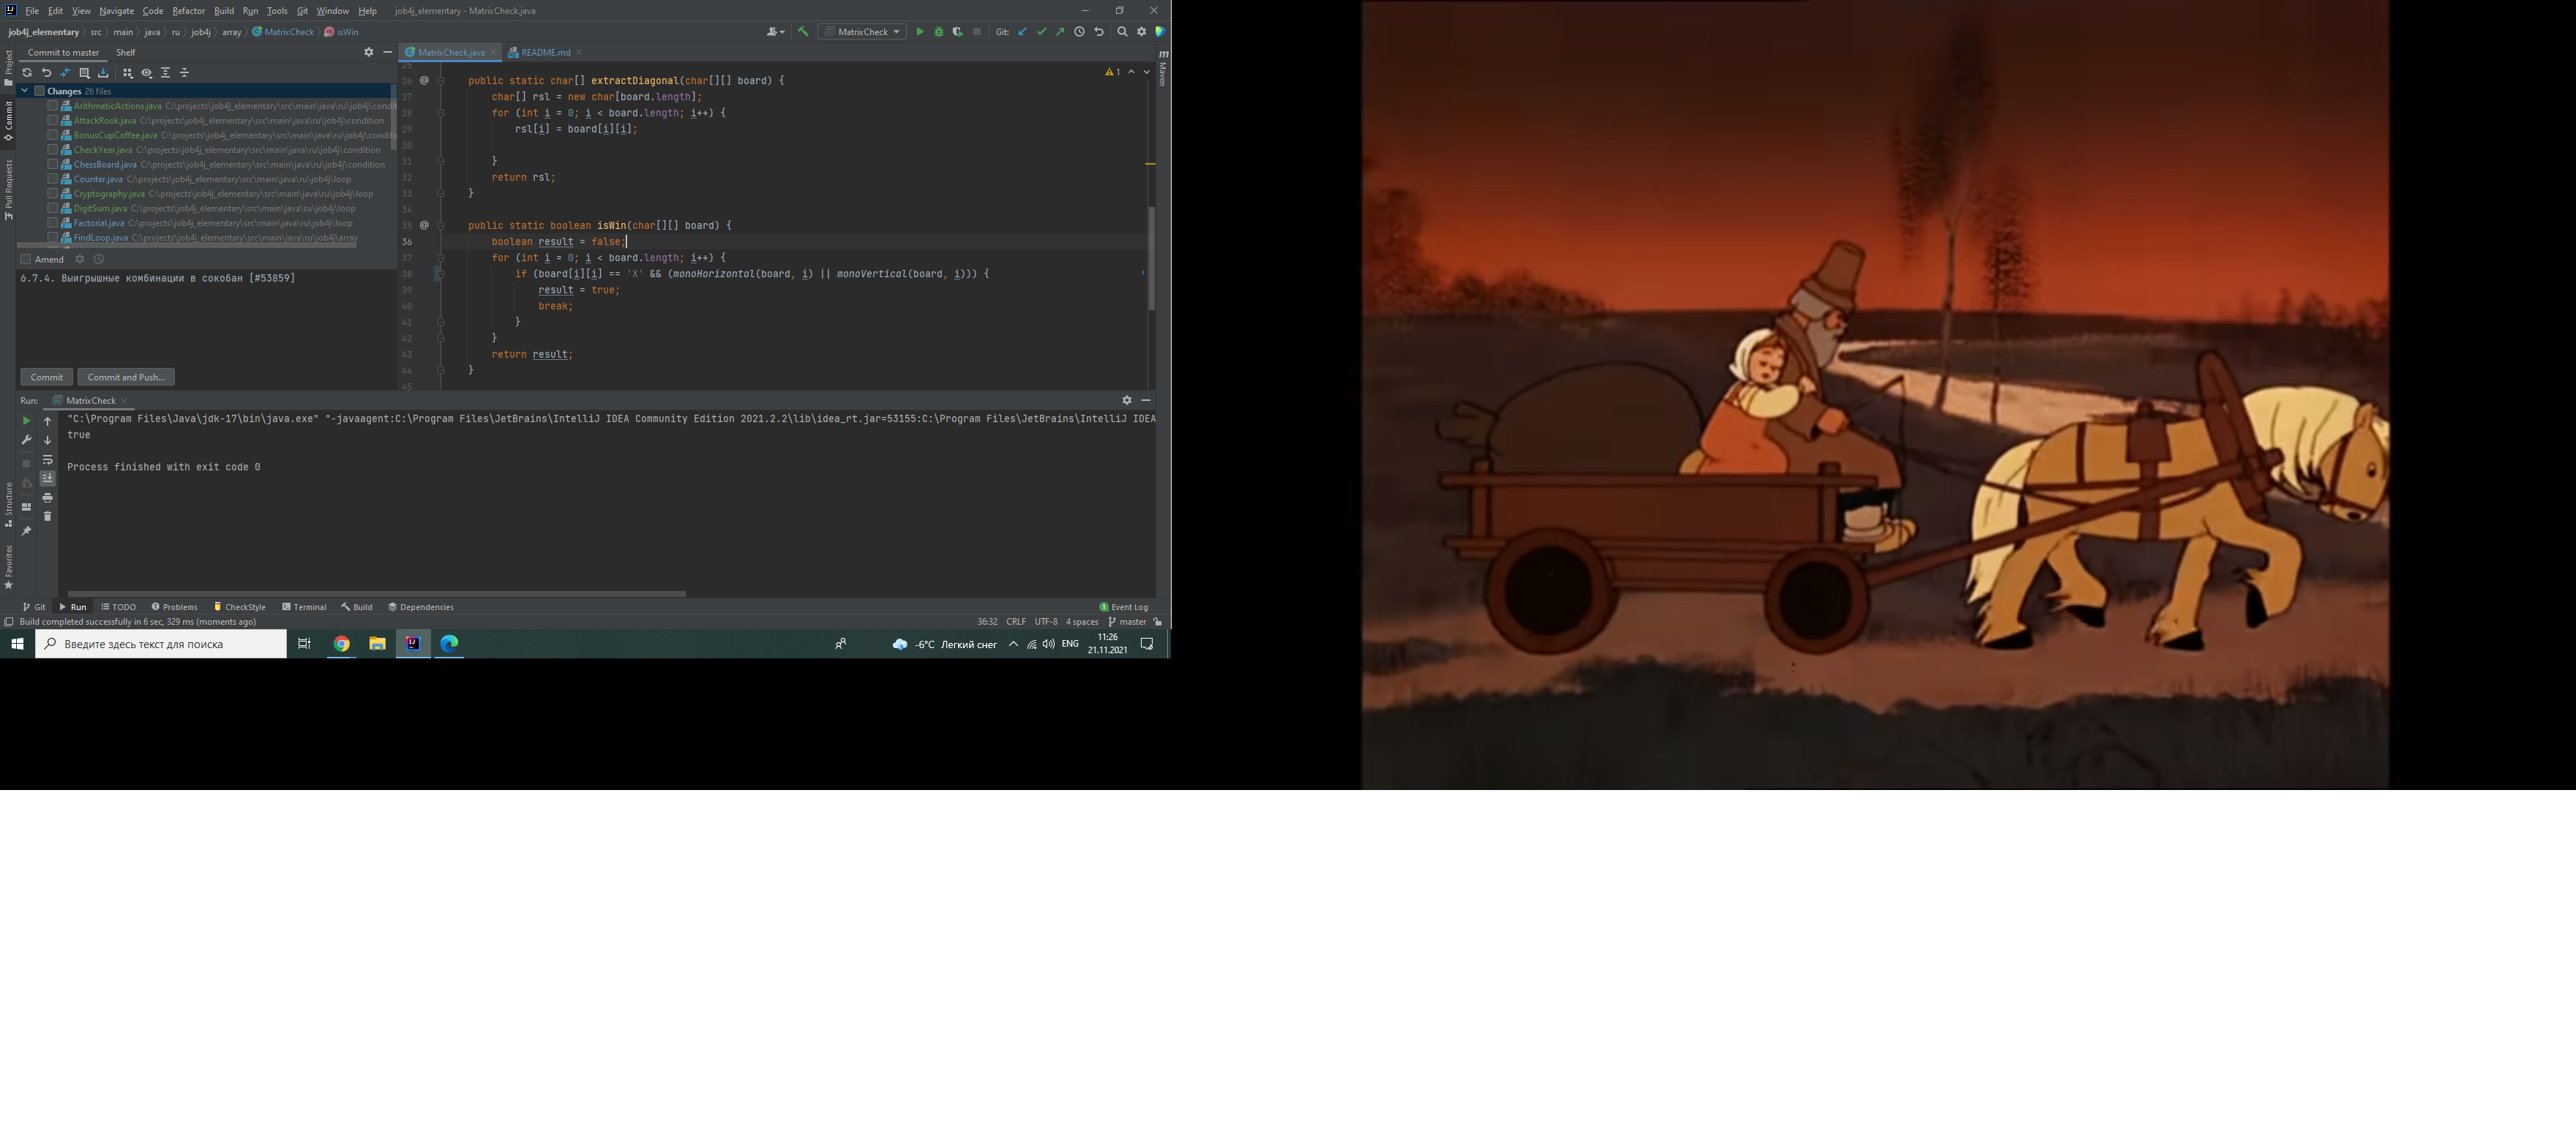 File Edit View Navigate Code Refactor Build Run Tools Git Window Help job4j_elementary - MatrixCheck.java
job4j_elementary src main java ru job4j array MatrixCheck isWin MatrixCheck Git:
Commit to master Shelf
MatrixCheck.java README.md
Project
Commit
Pull Requests
Structure
Favorites
Maven
Changes 26 files
ArithmeticActions.java C:\projects\job4j_elementary\src\main\java\ru\job4j\condit
AttackRook.java C:\projects\job4j_elementary\src\main\java\ru\job4j\condition
BonusCupCoffee.java C:\projects\job4j_elementary\src\main\java\ru\job4j\conditi
CheckYear.java C:\projects\job4j_elementary\src\main\java\ru\job4j\condition
ChessBoard.java C:\projects\job4j_elementary\src\main\java\ru\job4j\condition
Counter.java C:\projects\job4j_elementary\src\main\java\ru\job4j\loop
Cryptography.java C:\projects\job4j_elementary\src\main\java\ru\job4j\loop
DigitSum.java C:\projects\job4j_elementary\src\main\java\ru\job4j\loop
Factorial.java C:\projects\job4j_elementary\src\main\java\ru\job4j\loop
FindLoop.java C:\projects\job4j_elementary\src\main\java\ru\job4j\array
Amend
6.7.4. Выигрышные комбинации в сокобан [#53859]
Commit Commit and Push...
1
25
26 @ public static char[] extractDiagonal(char[][] board) {
27 char[] rsl = new char[board.length];
28 for (int i = 0; i < board.length; i++) {
29 rsl[i] = board[i][i];
30
31 }
32 return rsl;
33 }
34
35 @ public static boolean isWin(char[][] board) {
36 boolean result = false;
37 for (int i = 0; i < board.length; i++) {
38 if (board[i][i] == 'X' && (monoHorizontal(board, i) || monoVertical(board, i))) {
39 result = true;
40 break;
41 }
42 }
43 return result;
44 }
45
Run: MatrixCheck
"C:\Program Files\Java\jdk-17\bin\java.exe" "-javaagent:C:\Program Files\JetBrains\IntelliJ IDEA Community Edition 2021.2.2\lib\idea_rt.jar=53155:C:\Program Files\JetBrains\IntelliJ IDEA
true
Process finished with exit code 0
Git Run TODO Problems CheckStyle Terminal Build Dependencies 1 Event Log
Build completed successfully in 6 sec, 329 ms (moments ago) 36:32 CRLF UTF-8 4 spaces master
Введите здесь текст для поиска -6°C Легкий снег ENG 11:26
21.11.2021